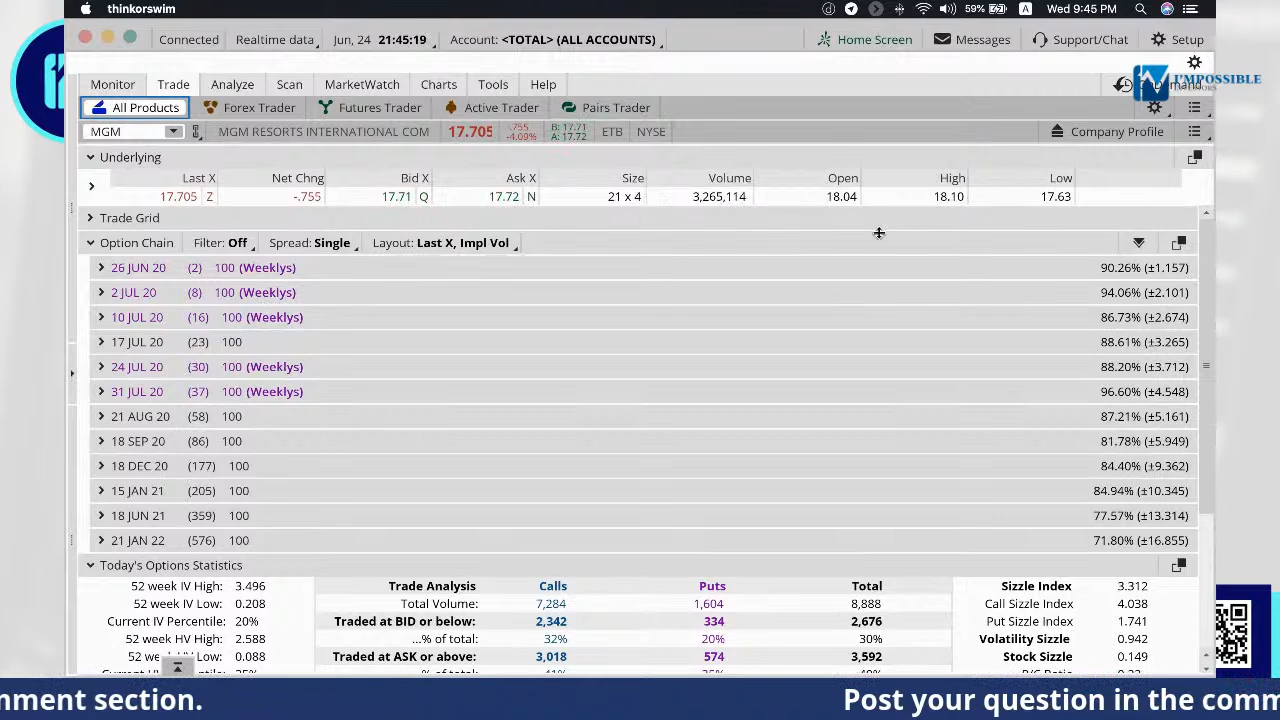 thinkorswim 59% A Wed 9:45 PM
Connected Realtime data Jun, 24 21:45:19 Account: <TOTAL> (ALL ACCOUNTS) Home Screen Messages Support/Chat Setup
Monitor Trade Analyze Scan MarketWatch Charts Tools Help
I'MPOSSIBLE
All Products Forex Trader Futures Trader Active Trader Pairs Trader
MGM MGM RESORTS INTERNATIONAL COM 17.705 -.755 -4.09% B: 17.71 A: 17.72 ETB NYSE Company Profile
Underlying
Last X Net Chng Bid X Ask X Size Volume Open High Low
17.705 Z -.755 17.71 Q 17.72 N 21 x 4 3,265,114 18.04 18.10 17.63
Trade Grid
Option Chain Filter: Off Spread: Single Layout: Last X, Impl Vol
26 JUN 20 (2) 100 (Weeklys) 90.26% (±1.157)
2 JUL 20 (8) 100 (Weeklys) 94.06% (±2.101)
10 JUL 20 (16) 100 (Weeklys) 86.73% (±2.674)
17 JUL 20 (23) 100 88.61% (±3.265)
24 JUL 20 (30) 100 (Weeklys) 88.20% (±3.712)
31 JUL 20 (37) 100 (Weeklys) 96.60% (±4.548)
21 AUG 20 (58) 100 87.21% (±5.161)
18 SEP 20 (86) 100 81.78% (±5.949)
18 DEC 20 (177) 100 84.40% (±9.362)
15 JAN 21 (205) 100 84.94% (±10.345)
18 JUN 21 (359) 100 77.57% (±13.314)
21 JAN 22 (576) 100 71.80% (±16.855)
Today's Options Statistics
52 week IV High: 3.496 Trade Analysis Calls Puts Total Sizzle Index 3.312
52 week IV Low: 0.208 Total Volume: 7,284 1,604 8,888 Call Sizzle Index 4.038
Current IV Percentile: 20% Traded at BID or below: 2,342 334 2,676 Put Sizzle Index 1.741
52 week HV High: 2.588 ...% of total: 32% 20% 30% Volatility Sizzle 0.942
Low: 0.088 Traded at ASK or above: 3,018 574 3,592 Stock Sizzle 0.149
nment section. Post your question in the comm